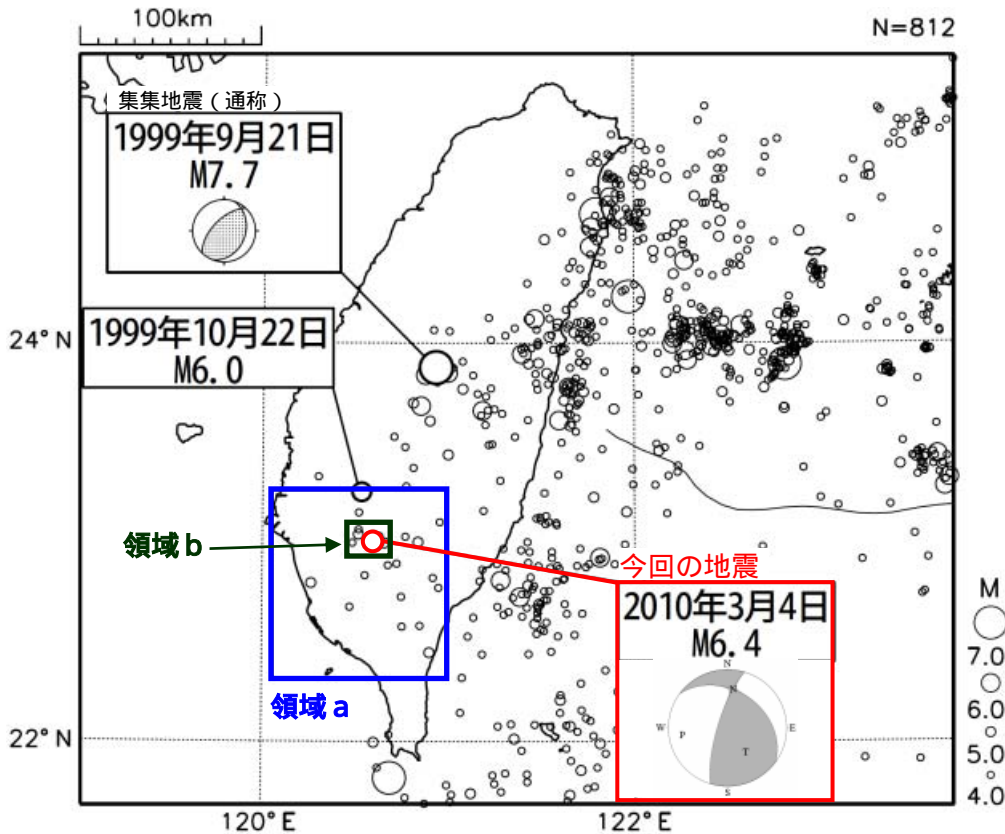 100km
N=812
集集地震（通称）
1999年9月21日
M7.7
24°N
1999年10月22日
M6.0
領域b
今回の地震
2010年3月4日
M6.4
N
N
W
E
P
T
S
領域a
M
7.0
6.0
5.0
4.0
22°N
120°E
122°E